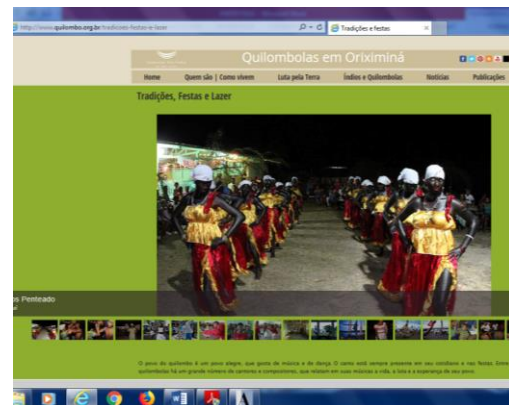 http://www.quilombo.org.br/tradicoes-festas-e-lazer
Tradições e festas
Quilombolas em Oriximiná
Home Quem são | Como vivem Luta pela Terra Índios e Quilombolas Notícias Publicações
Tradições, Festas e Lazer
os Penteado
O povo do quilombo é um povo alegre, que gosta de música e de dança. O canto está sempre presente em seu cotidiano e nas festas.
quilombolas há um grande número de cantores e compositores, que relatam em suas músicas a vida, a luta e a esperança de seu povo.